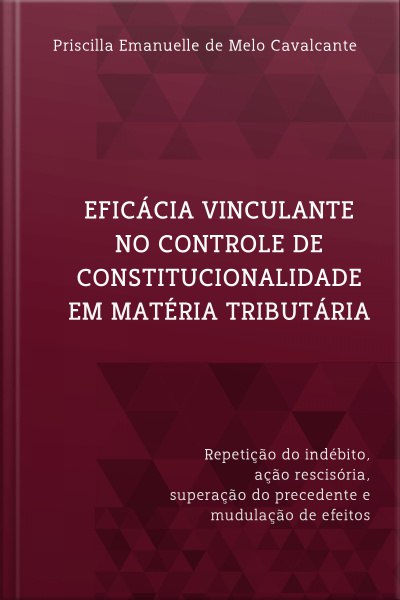 Priscilla Emanuelle de Melo Cavalcante
EFICÁCIA VINCULANTE
NO CONTROLE DE
CONSTITUCIONALIDADE
EM MATÉRIA TRIBUTÁRIA
Repetição do indébito,
ação rescisória,
superação do precedente e
mudulação de efeitos